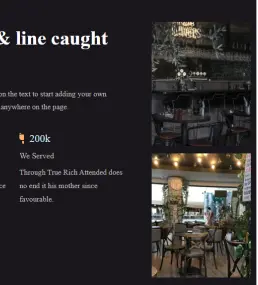 & line caught
on the text to start adding your own
anywhere on the page.
200k
We Served
Through True Rich Attended does
ce no end it his mother since
favourable.